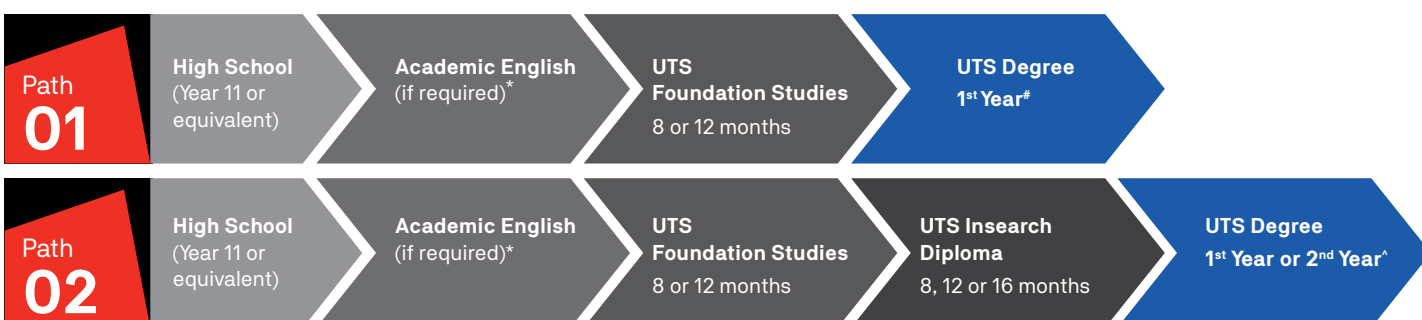 Path
01
High School
(Year 11 or
equivalent)
Academic English
(if required)*
UTS
Foundation Studies
8 or 12 months
UTS Degree
1st Year#
Path
02
High School
(Year 11 or
equivalent)
Academic English
(if required)*
UTS
Foundation Studies
8 or 12 months
UTS Insearch
Diploma
8, 12 or 16 months
UTS Degree
1st Year or 2nd Year^